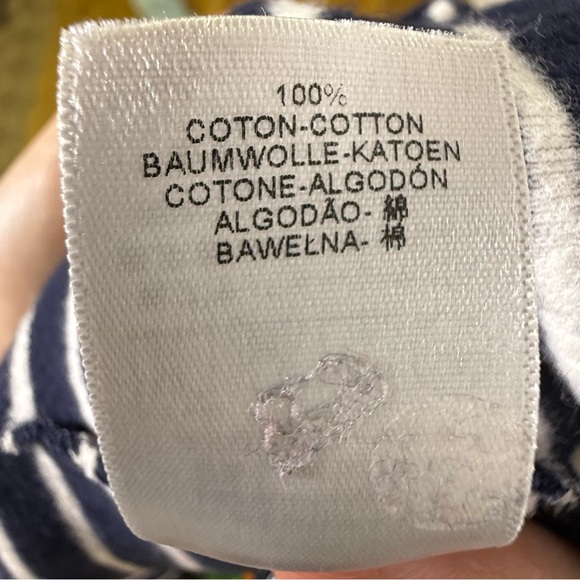 100%
COTON-COTTON
BAUMWOLLE-KATOEN
COTONE-ALGODÓN
ALGODÃO- 綿
BAWEŁNA- 棉